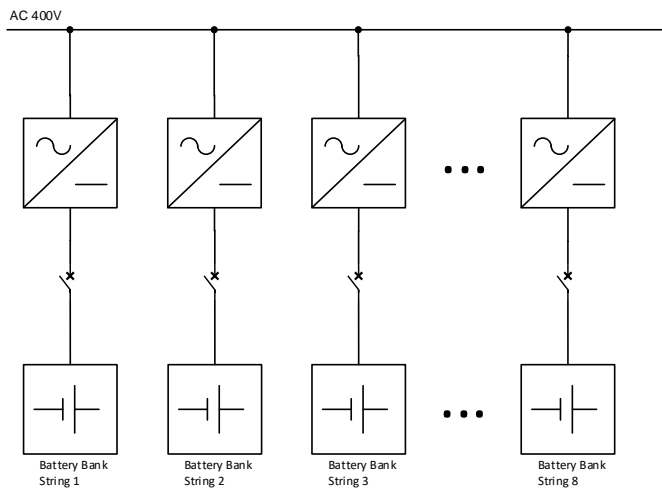 AC 400V
Battery Bank
String 1
Battery Bank
String 2
Battery Bank
String 3
Battery Bank
String 8